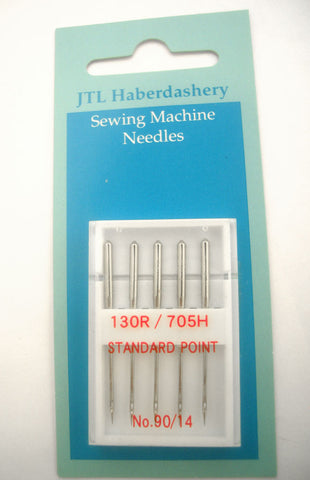 JTL Haberdashery
Sewing Machine
Needles
130R / 705H
STANDARD POINT
No.90/14